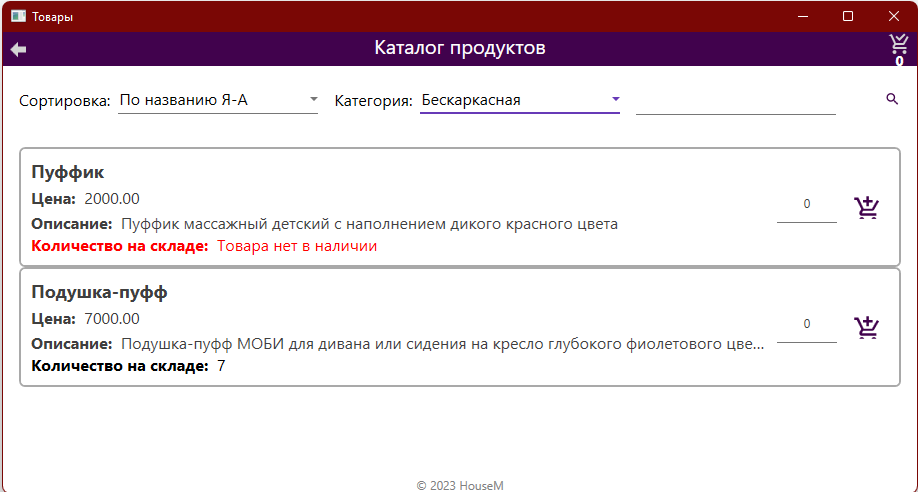 Товары
Каталог продуктов
0
Сортировка: По названию Я-А Категория: Бескаркасная
Пуффик
Цена: 2000.00
0
Описание: Пуффик массажный детский с наполнением дикого красного цвета
Количество на складе: Товара нет в наличии
Подушка-пуфф
Цена: 7000.00
0
Описание: Подушка-пуфф МОБИ для дивана или сидения на кресло глубокого фиолетового цве...
Количество на складе: 7
© 2023 HouseM